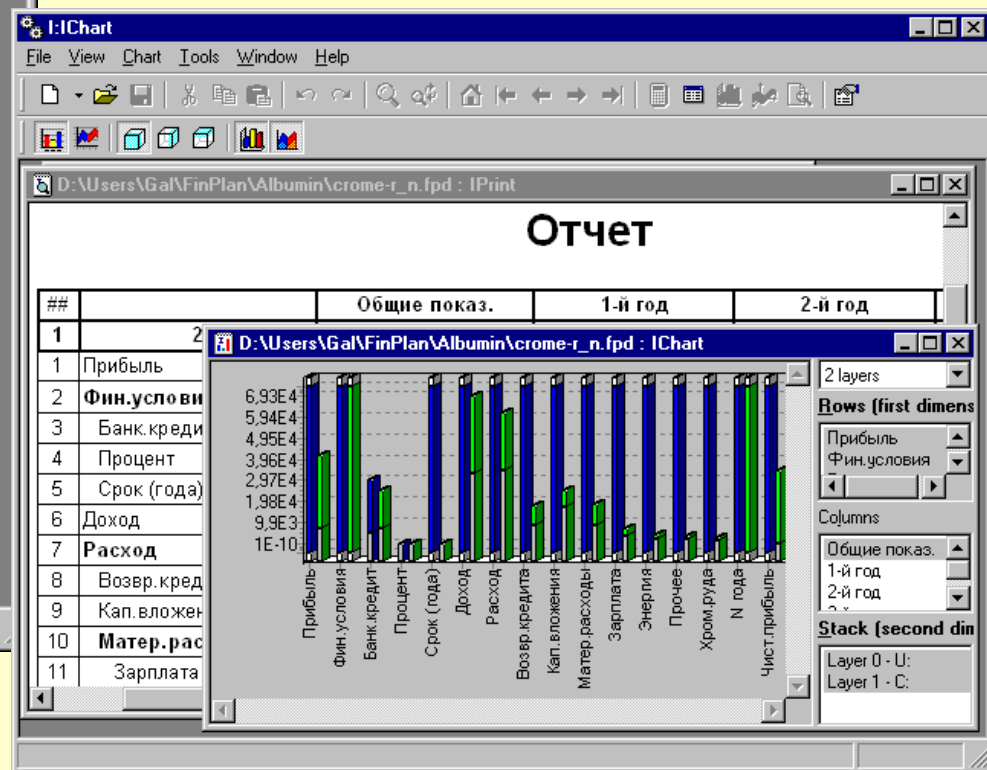 I:IChart
File View Chart Tools Window Help
D:\Users\Gal\FinPlan\Albumin\crome-r_n.fpd : IPrint
Отчет
## Общие показ. 1-й год 2-й год
1 2
1 Прибыль
2 Фин.услови
3 Банк.креди
4 Процент
5 Срок (года)
6 Доход
7 Расход
8 Возвр.кред
9 Кап.вложен
10 Матер.рас
11 Зарплата
D:\Users\Gal\FinPlan\Albumin\crome-r_n.fpd : IChart
6,93E4
5,94E4
4,95E4
3,96E4
2,97E4
1,98E4
9,9E3
1E-10
Прибыль
Фин.условия
Банк.кредит
Процент
Срок (года)
Доход
Расход
Возвр.кредита
Кап.вложения
Матер.расходы
Зарплата
Энергия
Прочее
Хром.руда
N года
Чист.прибыль
2 layers
Rows (first dimens
Прибыль
Фин.условия
Columns
Общие показ.
1-й год
2-й год
Stack (second din
Layer 0 - U:
Layer 1 - C: